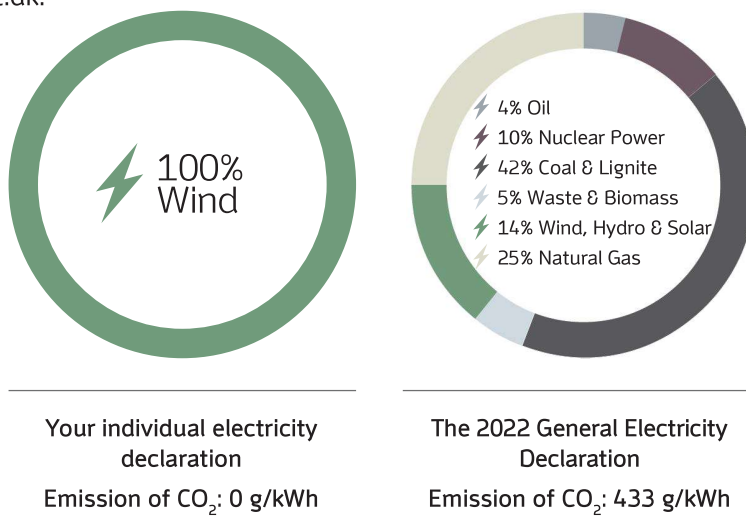 100%
Wind
4% Oil
10% Nuclear Power
42% Coal & Lignite
5% Waste & Biomass
14% Wind, Hydro & Solar
25% Natural Gas
Your individual electricity
declaration
Emission of CO₂: 0 g/kWh
The 2022 General Electricity
Declaration
Emission of CO₂: 433 g/kWh